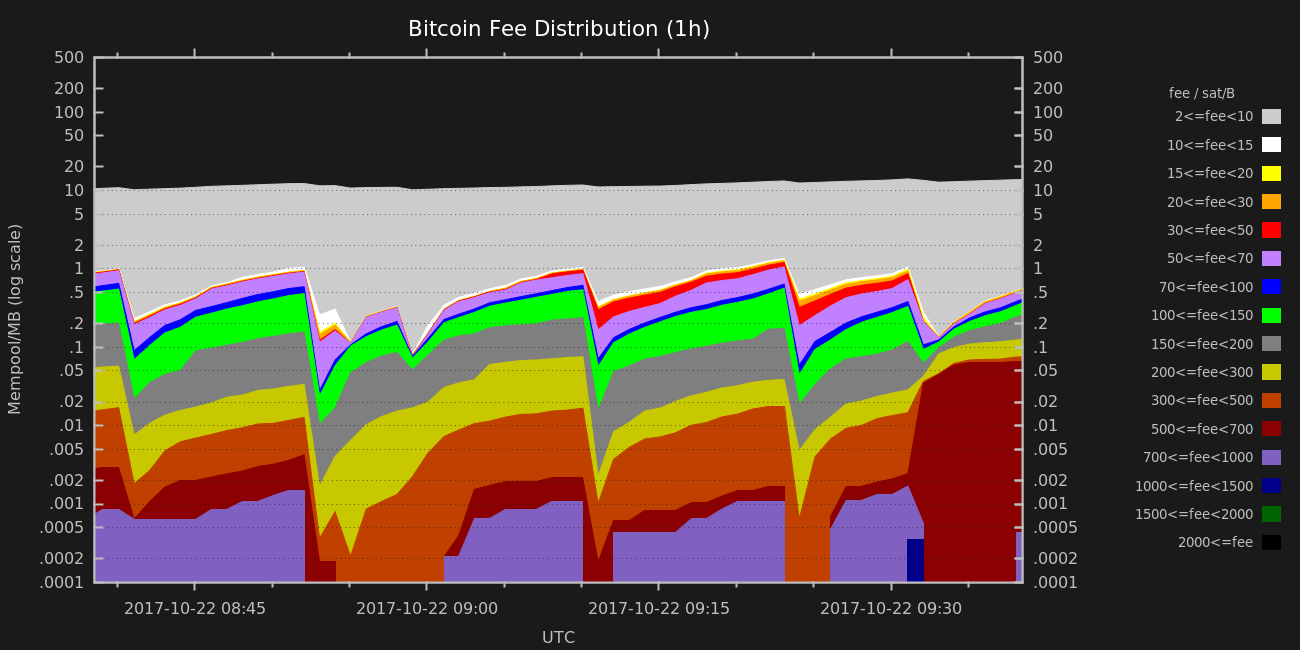 Bitcoin Fee Distribution (1h)
500 500
200 200
100 100
50 50
20 20
10 10
5 5
2 2
1 1
.5 .5
.2 .2
.1 .1
.05 .05
.02 .02
.01 .01
.005 .005
.002 .002
.001 .001
.0005 .0005
.0002 .0002
.0001 .0001
Mempool/MB (log scale)
2017-10-22 08:45 2017-10-22 09:00 2017-10-22 09:15 2017-10-22 09:30
UTC
fee / sat/B
2<=fee<10
10<=fee<15
15<=fee<20
20<=fee<30
30<=fee<50
50<=fee<70
70<=fee<100
100<=fee<150
150<=fee<200
200<=fee<300
300<=fee<500
500<=fee<700
700<=fee<1000
1000<=fee<1500
1500<=fee<2000
2000<=fee